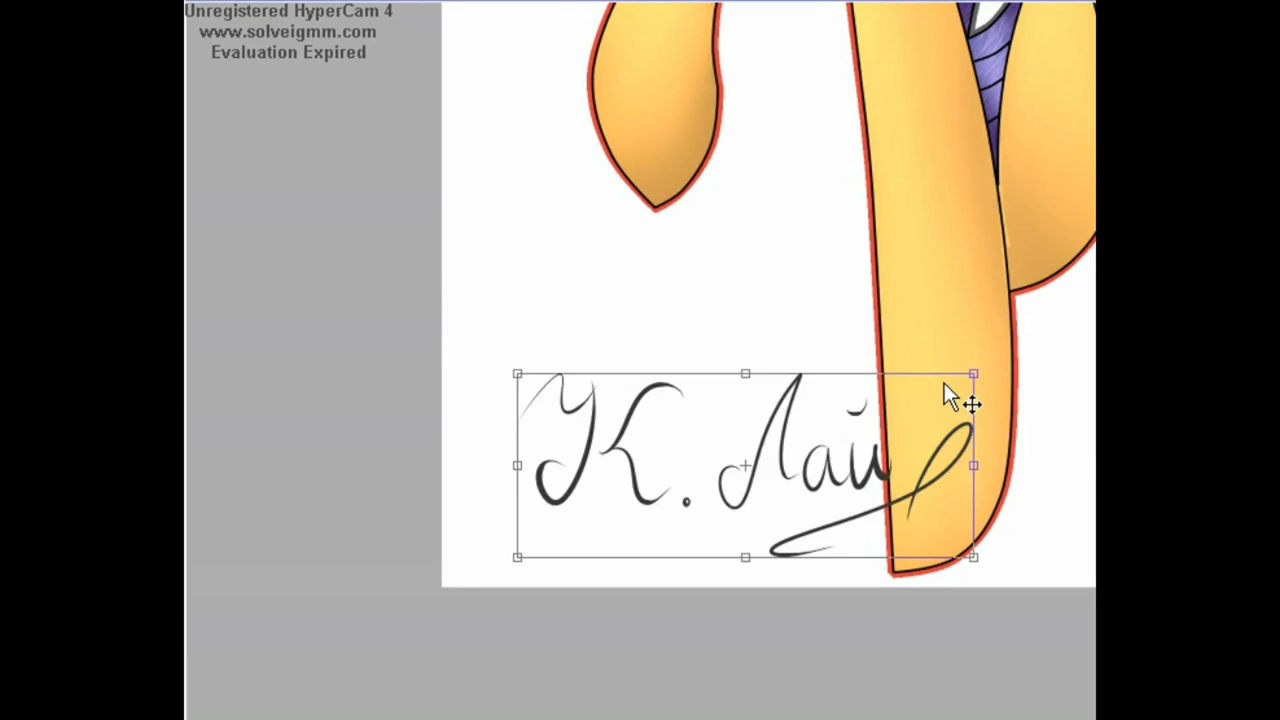 Unregistered HyperCam 4
www.solveigmm.com
Evaluation Expired
К. Лай